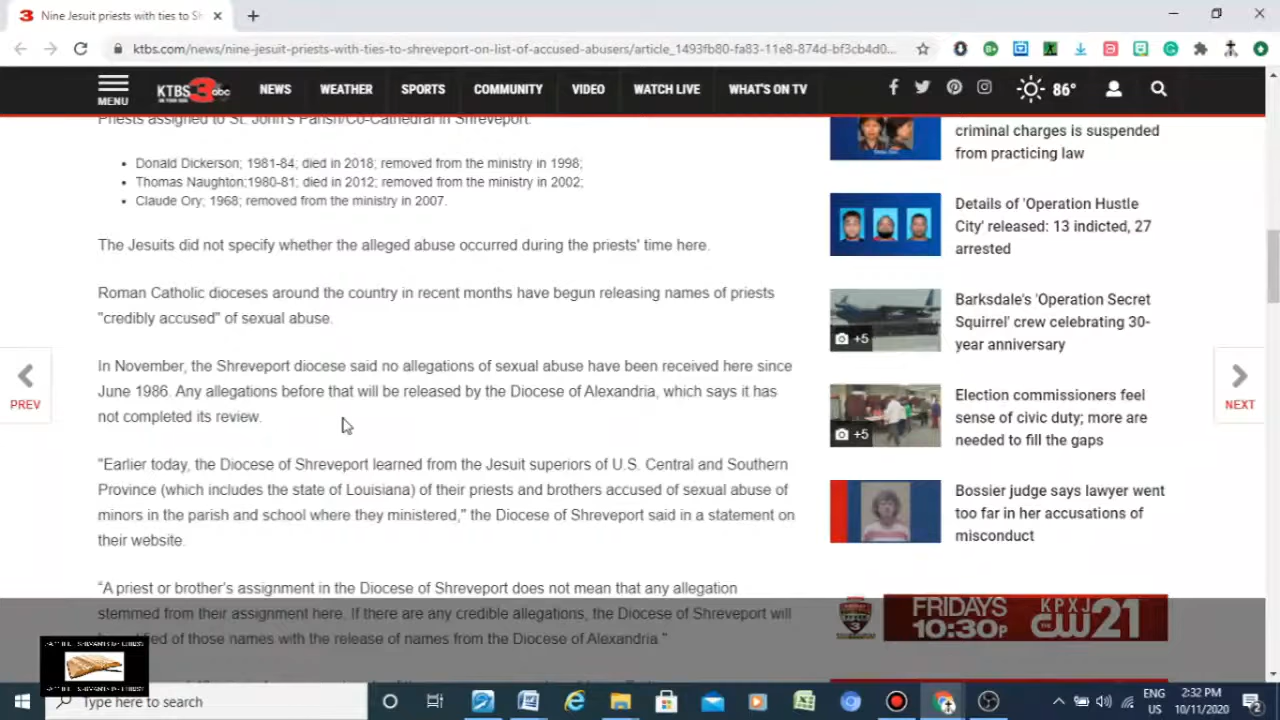 Nine Jesuit priests with ties to Sh
ktbs.com/news/nine-jesuit-priests-with-ties-to-shreveport-on-list-of-accused-abusers/article_1493fb80-fa83-11e8-874d-bf3cb4d0...
MENU
KTBS 3 abc
NEWS
WEATHER
SPORTS
COMMUNITY
VIDEO
WATCH LIVE
WHAT'S ON TV
86°
Priests assigned to St. John's Parish/Co-Cathedral in Shreveport:
• Donald Dickerson; 1981-84; died in 2018; removed from the ministry in 1998;
• Thomas Naughton;1980-81; died in 2012; removed from the ministry in 2002;
• Claude Ory; 1968; removed from the ministry in 2007.
The Jesuits did not specify whether the alleged abuse occurred during the priests' time here.
Roman Catholic dioceses around the country in recent months have begun releasing names of priests
"credibly accused" of sexual abuse.
In November, the Shreveport diocese said no allegations of sexual abuse have been received here since
June 1986. Any allegations before that will be released by the Diocese of Alexandria, which says it has
not completed its review.
"Earlier today, the Diocese of Shreveport learned from the Jesuit superiors of U.S. Central and Southern
Province (which includes the state of Louisiana) of their priests and brothers accused of sexual abuse of
minors in the parish and school where they ministered," the Diocese of Shreveport said in a statement on
their website.
“A priest or brother's assignment in the Diocese of Shreveport does not mean that any allegation
stemmed from their assignment here. If there are any credible allegations, the Diocese of Shreveport will
of those names with the release of names from the Diocese of Alexandria."
PREV
NEXT
criminal charges is suspended
from practicing law
Details of 'Operation Hustle
City' released: 13 indicted, 27
arrested
+5
Barksdale's 'Operation Secret
Squirrel' crew celebrating 30-
year anniversary
+5
Election commissioners feel
sense of civic duty; more are
needed to fill the gaps
Bossier judge says lawyer went
too far in her accusations of
misconduct
FRIDAYS
10:30P
KPXJ
CW21
Type here to search
ENG
US
2:32 PM
10/11/2020
2